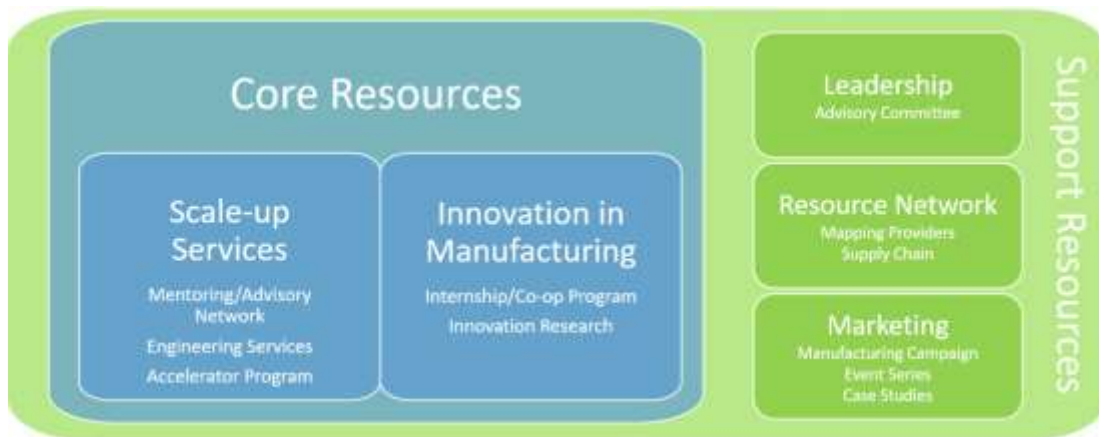 Core Resources
Scale-up
Services
Mentoring/Advisory
Network
Engineering Services
Accelerator Program
Innovation in
Manufacturing
Internship/Co-op Program
Innovation Research
Leadership
Advisory Committee
Resource Network
Mapping Providers
Supply Chain
Marketing
Manufacturing Campaign
Event Series
Case Studies
Support Resources